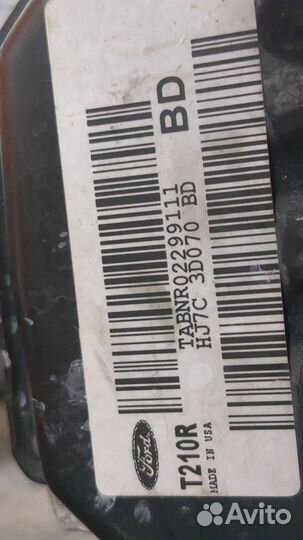 BD
TABNR02299111
HJ7C 3D070 BD
Ford
T210R
MADE IN USA
Avito